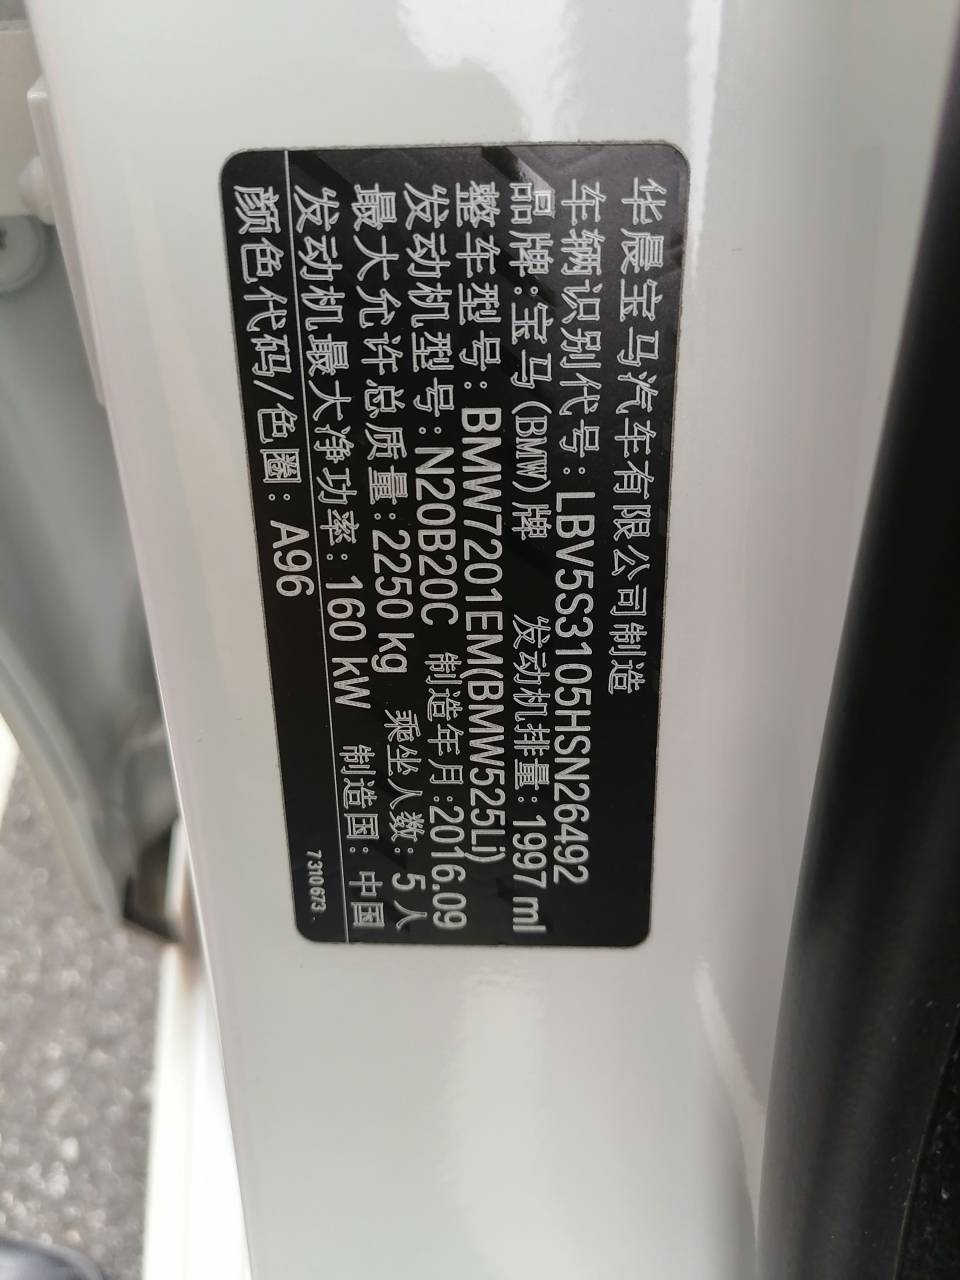 华晨宝马汽车有限公司制造
车辆识别代号：LBV5S3105HSN26492
品牌：宝马(BMW)牌 发动机排量：1997 ml
整车型号：BMW7201EM(BMW525Li)
发动机型号：N20B20C 制造年月：2016.09
最大允许总质量：2250 kg 乘坐人数：5人
发动机最大净功率：160 kW 制造国：中国
颜色代码/色圈：A96 7310673